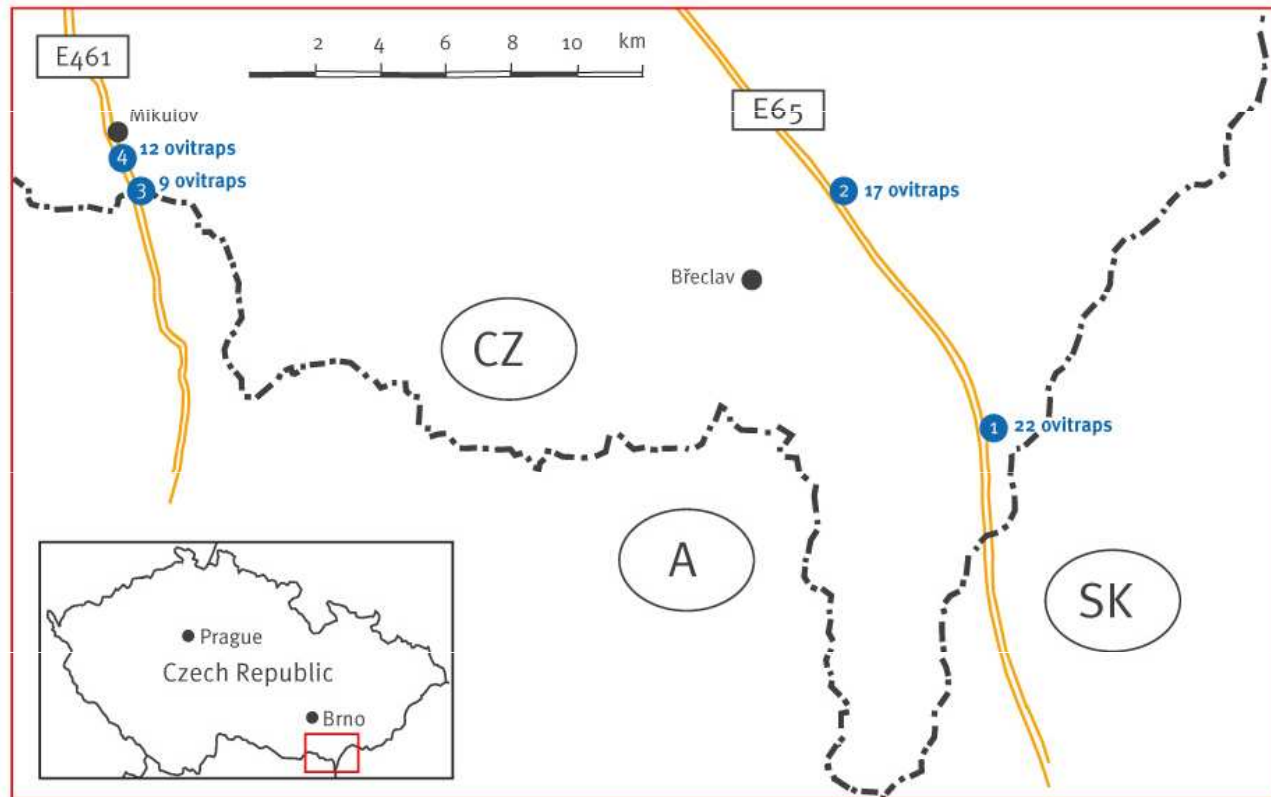 E461
2 4 6 8 10 km
Mikulov
E65
4 12 ovitraps
3 9 ovitraps
2 17 ovitraps
Břeclav
CZ
1 22 ovitraps
A
SK
Prague
Czech Republic
Brno